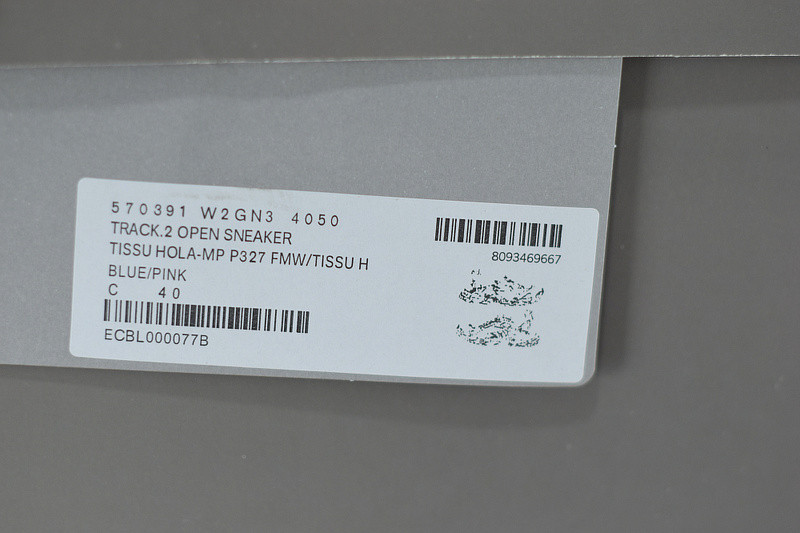 570391 W2GN3 4050
TRACK.2 OPEN SNEAKER
TISSU HOLA-MP P327 FMW/TISSU H
BLUE/PINK
C 40
ECBL000077B
8093469667